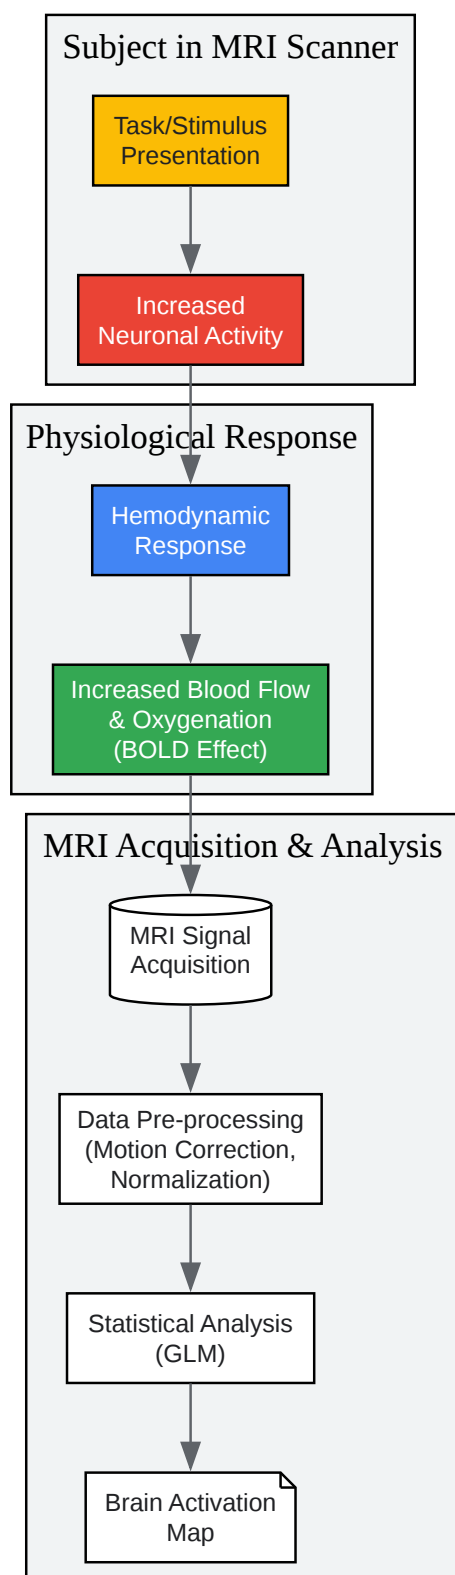 Subject in MRI Scanner
Task/Stimulus
Presentation
Increased
Neuronal Activity
Physiological Response
Hemodynamic
Response
Increased Blood Flow
& Oxygenation
(BOLD Effect)
MRI Acquisition & Analysis
MRI Signal
Acquisition
Data Pre-processing
(Motion Correction,
Normalization)
Statistical Analysis
(GLM)
Brain Activation
Map